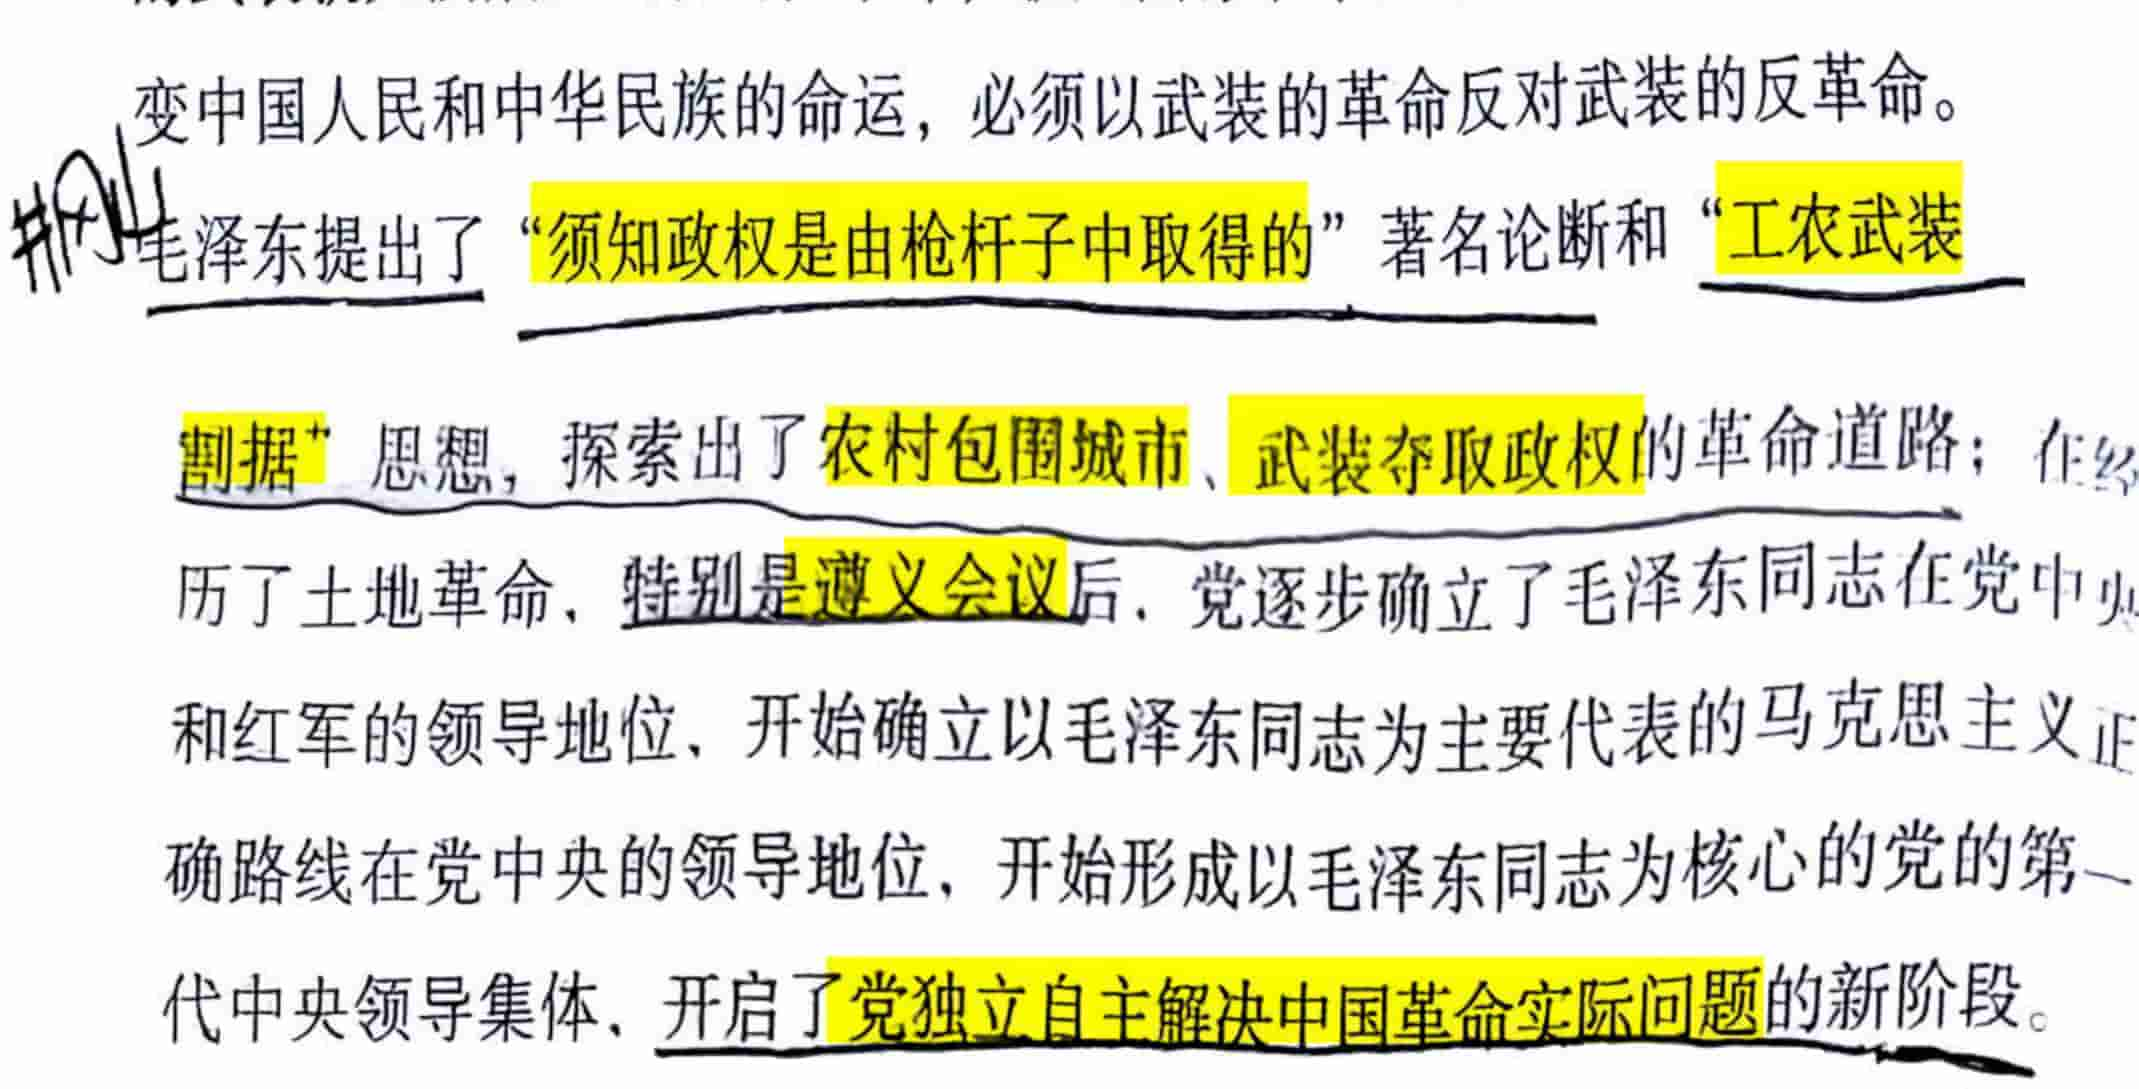 变中国人民和中华民族的命运，必须以武装的革命反对武装的反革命。
毛泽东提出了“须知政权是由枪杆子中取得的”著名论断和“工农武装
割据”思想，探索出了农村包围城市、武装夺取政权的革命道路；在经
历了土地革命，特别是遵义会议后，党逐步确立了毛泽东同志在党中央
和红军的领导地位，开始确立以毛泽东同志为主要代表的马克思主义正
确路线在党中央的领导地位，开始形成以毛泽东同志为核心的党的第一
代中央领导集体，开启了党独立自主解决中国革命实际问题的新阶段。